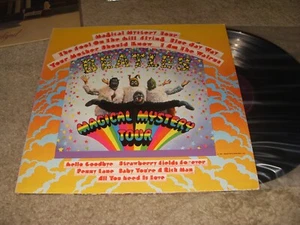 Magical Mystery Tour
The Fool On The Hill Flying Blue Jay Way
Your Mother Should Know I Am The Walrus
BEATLES
MAGICAL MYSTERY
TOUR
Hello Goodbye Strawberry Fields Forever
Penny Lane Baby You're A Rich Man
All You Need Is Love